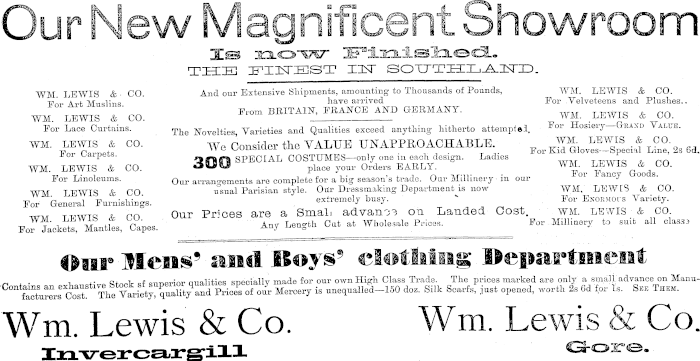 Our New Magnificent Showroom
Is now Finished.
THE FINEST IN SOUTHLAND.
WM. LEWIS & CO.
For Art Muslins.
WM. LEWIS & CO.
For Lace Curtains.
WM. LEWIS & CO.
For Carpets.
WM. LEWIS & CO.
For Linoleums.
WM. LEWIS & CO.
For General Furnishings.
WM. LEWIS & CO.
For Jackets, Mantles, Capes.
And our Extensive Shipments, amounting to Thousands of Pounds,
have arrived
From BRITAIN, FRANCE AND GERMANY.
The Novelties, Varieties and Qualities exceed anything hitherto attempted.
We Consider the VALUE UNAPPROACHABLE.
300 SPECIAL COSTUMES—only one in each design. Ladies
place your Orders EARLY.
Our arrangements are complete for a big season's trade. Our Millinery in our
usual Parisian style. Our Dressmaking Department is now
extremely busy.
Our Prices are a Small advance on Landed Cost.
Any Length Cut at Wholesale Prices.
WM. LEWIS & CO.
For Velveteens and Plushes..
WM. LEWIS & CO.
For Hosiery—GRAND VALUE.
WM. LEWIS & CO.
For Kid Gloves—Special Line, 2s 6d.
WM. LEWIS & CO.
For Fancy Goods.
WM. LEWIS & CO.
For ENORMOUS Variety.
WM. LEWIS & CO.
For Millinery to suit all classe
Our Mens' and Boys' clothing Department
Contains an exhaustive Stock sf superior qualities specially made for our own High Class Trade. The prices marked are only a small advance on Manu-
facturers Cost. The Variety, quality and Prices of our Mercery is unequalled—150 doz. Silk Scarfs, just opened, worth 2s 6d for 1s. SEE THEM.
Wm. Lewis & Co.
Invercargill
Wm. Lewis & Co.
Gore.